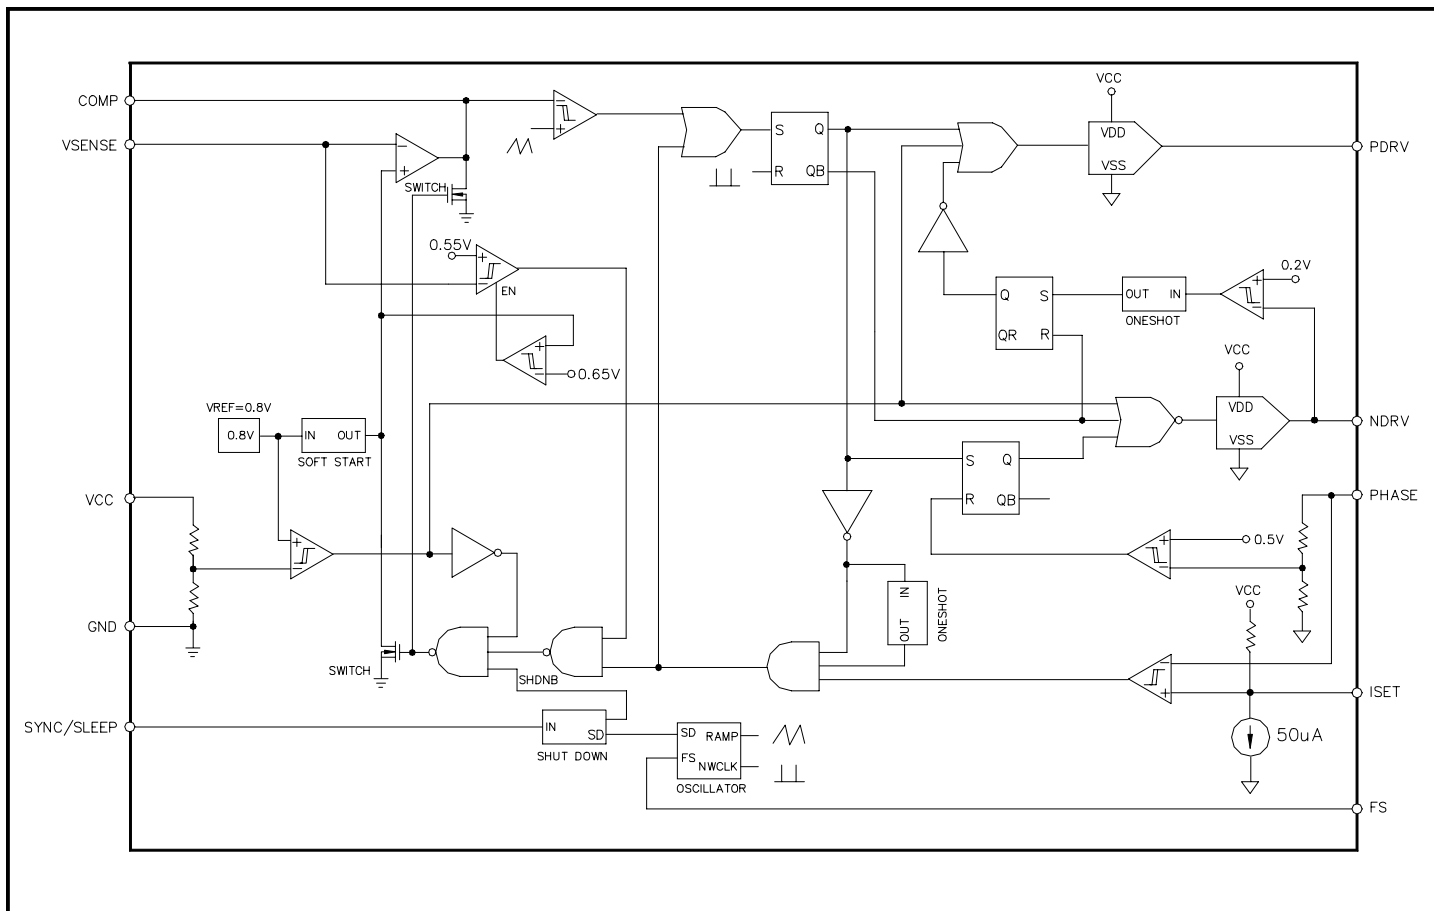 COMP
VSENSE
SWITCH
S
Q
R
QB
VCC
VDD
VSS
PDRV
0.55V
EN
0.65V
Q
S
QR
R
OUT IN
ONESHOT
0.2V
VREF=0.8V
0.8V
IN OUT
SOFT START
VCC
VDD
VSS
NDRV
S
Q
R
QB
VCC
PHASE
0.5V
IN
OUT
ONESHOT
VCC
GND
SWITCH
SHDNB
ISET
50uA
SYNC/SLEEP
IN
SD
SHUT DOWN
SD
RAMP
FS
NWCLK
OSCILLATOR
FS